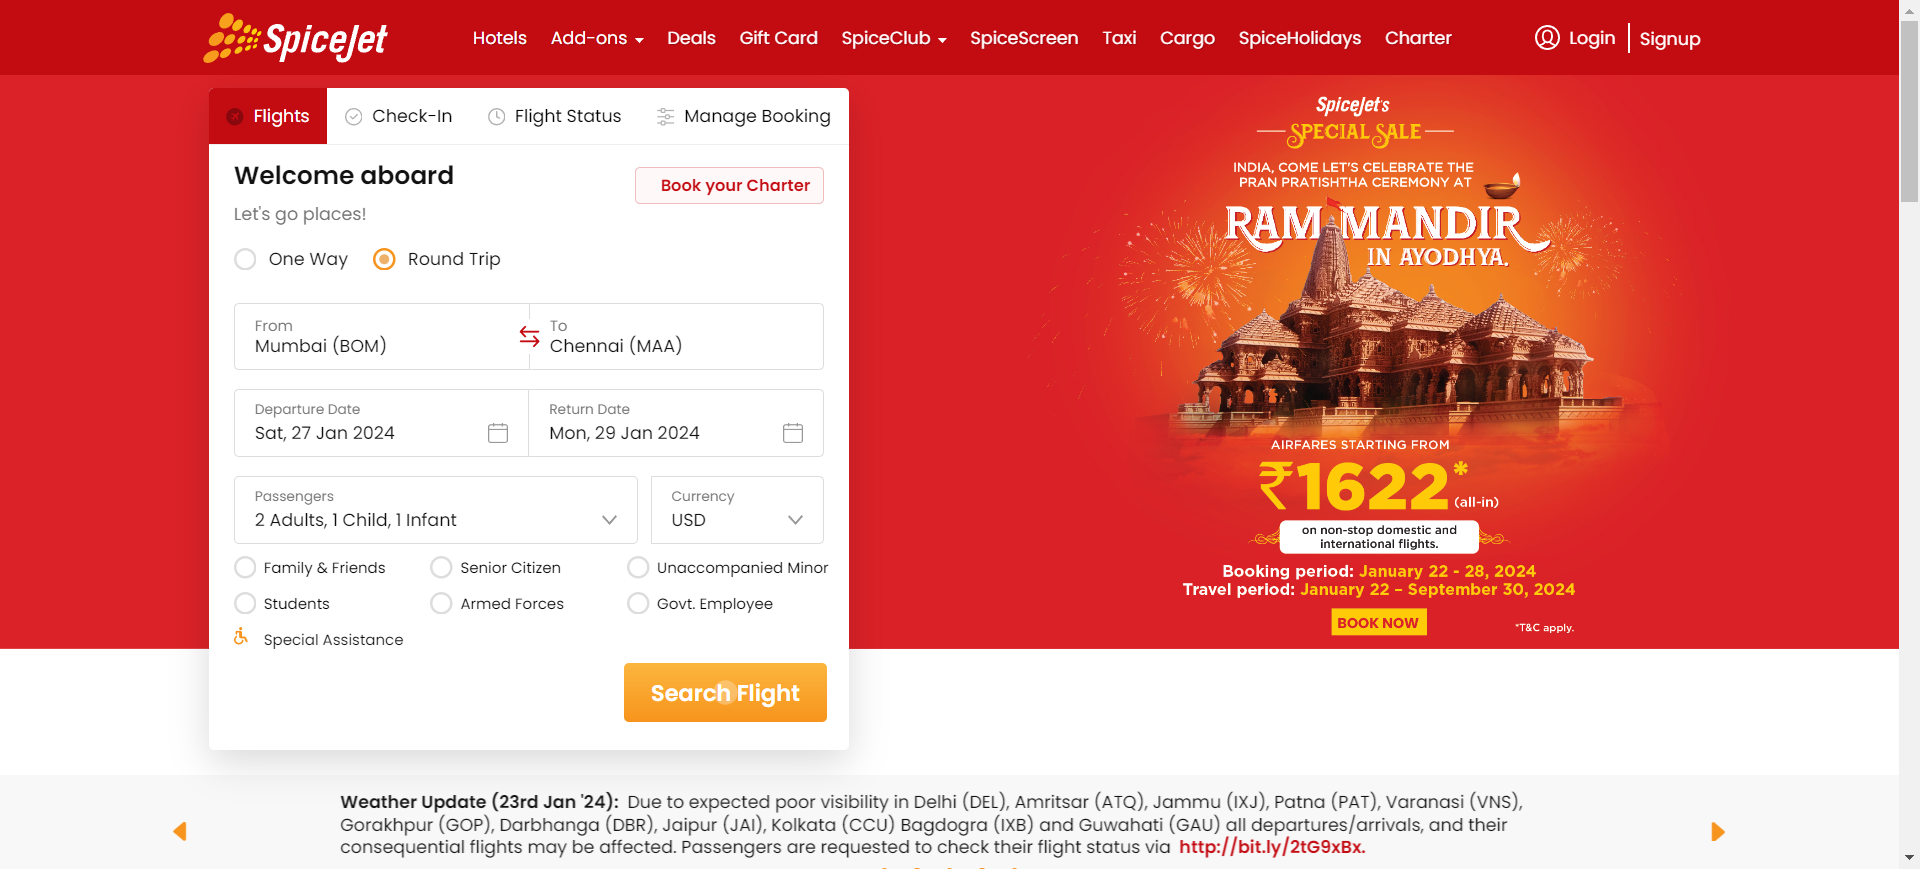 SpiceJet
Hotels
Add-ons
Deals
Gift Card
SpiceClub
SpiceScreen
Taxi
Cargo
SpiceHolidays
Charter
Login
Signup
Flights
Check-In
Flight Status
Manage Booking
Welcome aboard
Book your Charter
Let's go places!
One Way
Round Trip
From
Mumbai (BOM)
To
Chennai (MAA)
Departure Date
Sat, 27 Jan 2024
Return Date
Mon, 29 Jan 2024
Passengers
2 Adults, 1 Child, 1 Infant
Currency
USD
Family & Friends
Senior Citizen
Unaccompanied Minor
Students
Armed Forces
Govt. Employee
Special Assistance
Search Flight
SpiceJet's
SPECIAL SALE
INDIA, COME LET'S CELEBRATE THE
PRAN PRATISHTHA CEREMONY AT
RAM MANDIR
IN AYODHYA.
AIRFARES STARTING FROM
₹1622*
(all-in)
on non-stop domestic and
international flights.
Booking period: January 22 - 28, 2024
Travel period: January 22 – September 30, 2024
BOOK NOW
*T&C apply.
Weather Update (23rd Jan '24): Due to expected poor visibility in Delhi (DEL), Amritsar (ATQ), Jammu (IXJ), Patna (PAT), Varanasi (VNS),
Gorakhpur (GOP), Darbhanga (DBR), Jaipur (JAI), Kolkata (CCU) Bagdogra (IXB) and Guwahati (GAU) all departures/arrivals, and their
consequential flights may be affected. Passengers are requested to check their flight status via http://bit.ly/2tG9xBx.